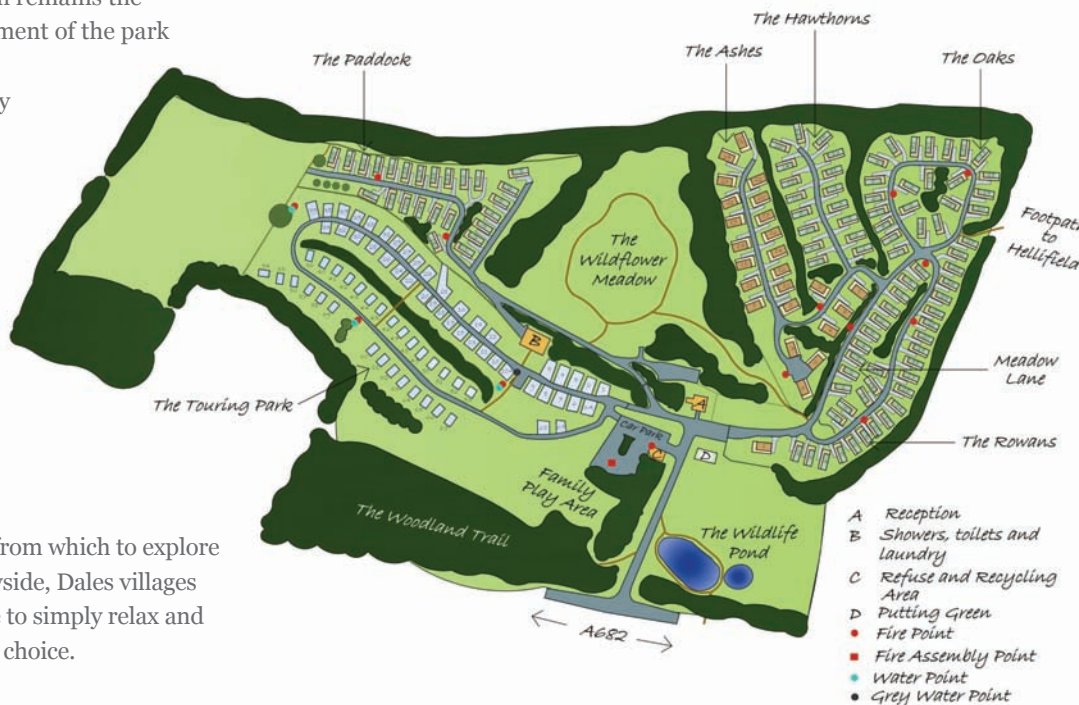 n remains the
ment of the park
y
from which to explore
yside, Dales villages
e to simply relax and
choice.
The Paddock
The Ashes
The Hawthorns
The Oaks
Footpath
to
Hellifield
The
Wildflower
Meadow
Meadow
Lane
The Rowans
The Touring Park
B
A
Car Park
C
D
Family
Play Area
The Woodland Trail
The Wildlife
Pond
A682
A Reception
B Showers, toilets and
laundry
C Refuse and Recycling
Area
D Putting Green
Fire Point
Fire Assembly Point
Water Point
Grey Water Point